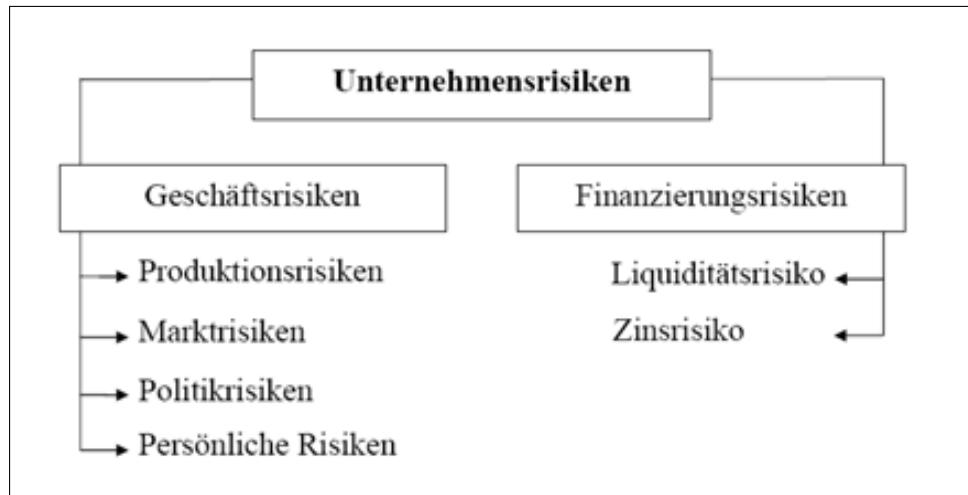 Unternehmensrisiken
Geschäftsrisiken
Produktionsrisiken
Marktrisiken
Politikrisiken
Persönliche Risiken
Finanzierungsrisiken
Liquiditätsrisiko
Zinsrisiko